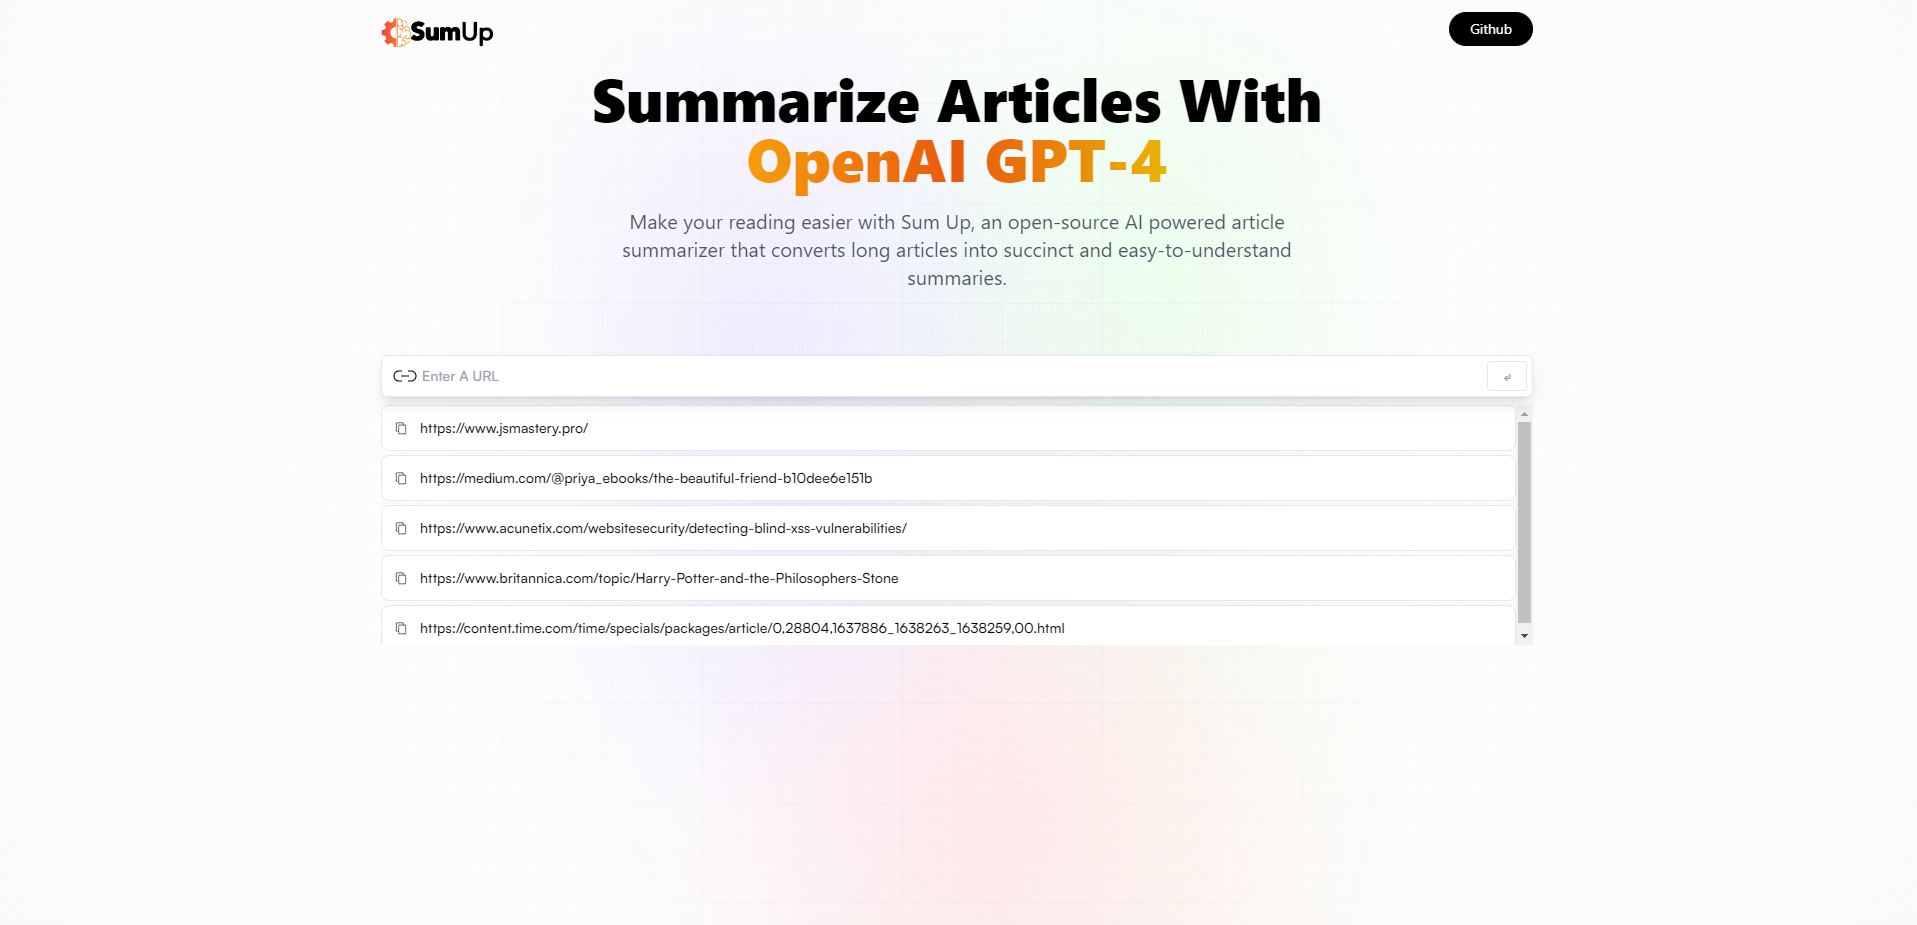 SumUp
Github
Summarize Articles With
OpenAI GPT-4
Make your reading easier with Sum Up, an open-source AI powered article
summarizer that converts long articles into succinct and easy-to-understand
summaries.
Enter A URL
https://www.jsmastery.pro/
https://medium.com/@priya_ebooks/the-beautiful-friend-b10dee6e151b
https://www.acunetix.com/websitesecurity/detecting-blind-xss-vulnerabilities/
https://www.britannica.com/topic/Harry-Potter-and-the-Philosophers-Stone
https://content.time.com/time/specials/packages/article/0,28804,1637886_1638263_1638259,00.html